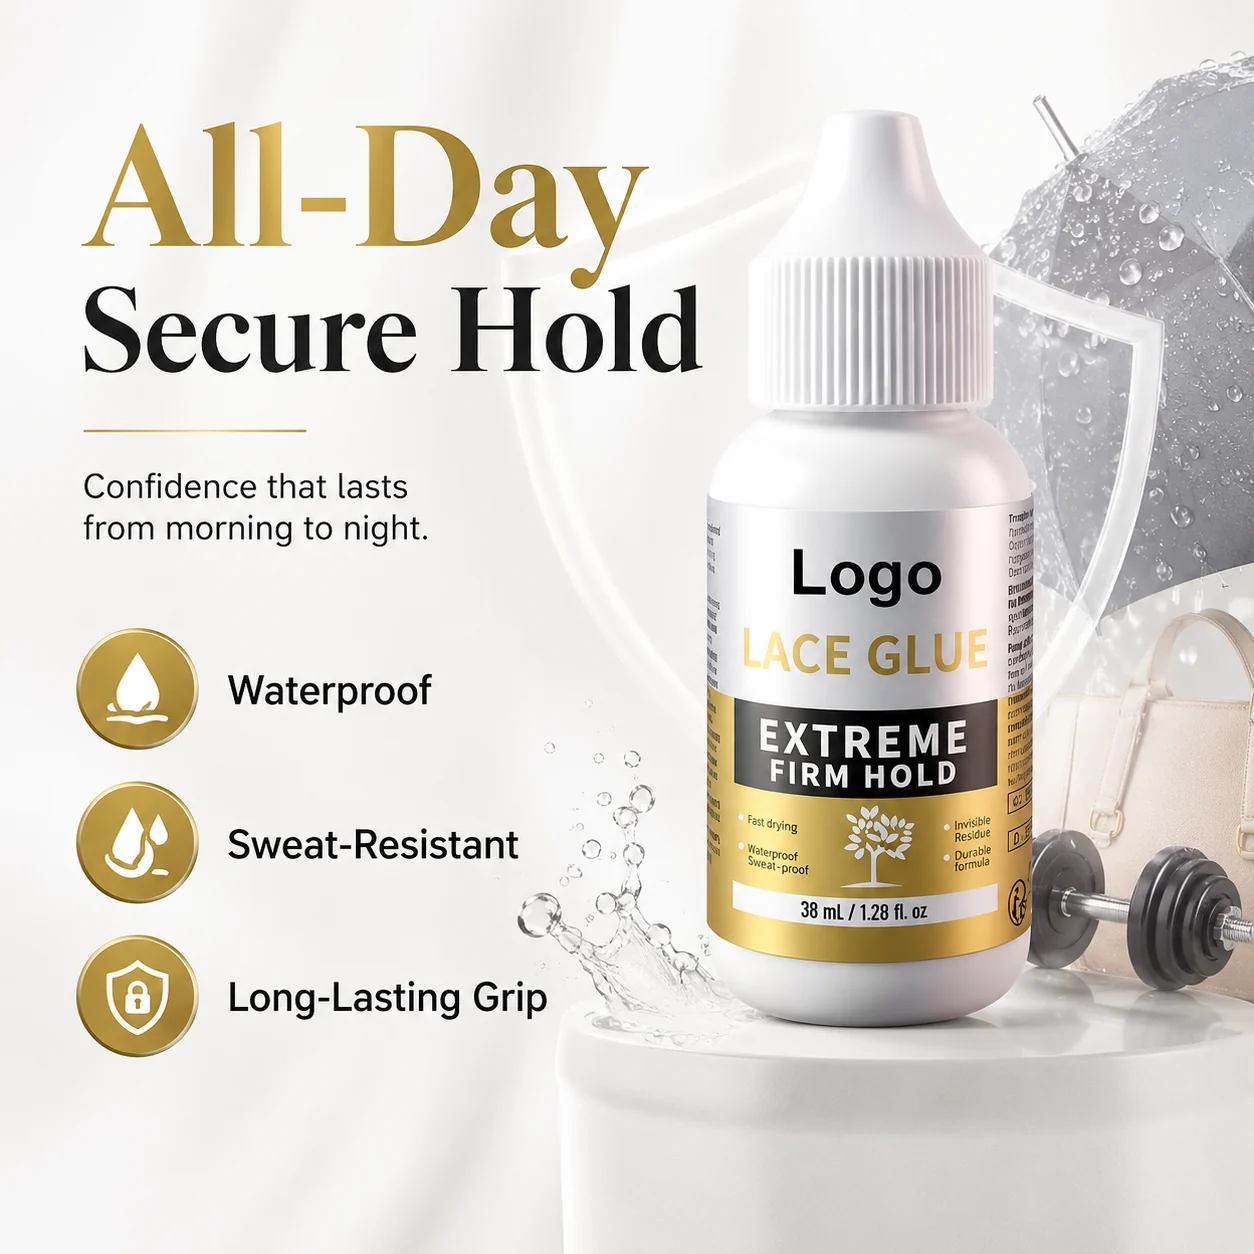 All-Day
Secure Hold
Confidence that lasts
from morning to night.
Waterproof
Sweat-Resistant
Long-Lasting Grip
Logo
LACE GLUE
EXTREME
FIRM HOLD
Fast drying
Waterproof
Sweat-proof
Invisible
Residue
Durable
formula
38 mL / 1.28 fl. oz